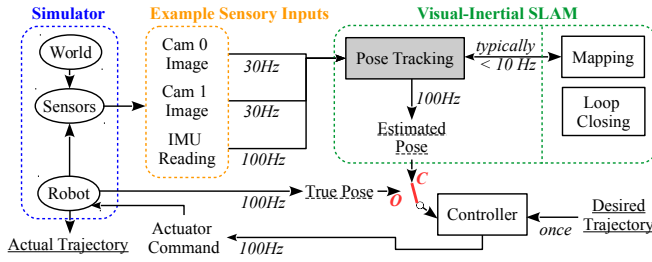 Simulator
Example Sensory Inputs
Visual-Inertial SLAM
World
Sensors
Robot
Cam 0
Image
Cam 1
Image
IMU
Reading
30Hz
30Hz
100Hz
Pose Tracking
typically
< 10 Hz
Mapping
Loop
Closing
100Hz
Estimated
Pose
100Hz
True Pose
O
C
Controller
once
Desired
Trajectory
Actual Trajectory
Actuator
Command
100Hz